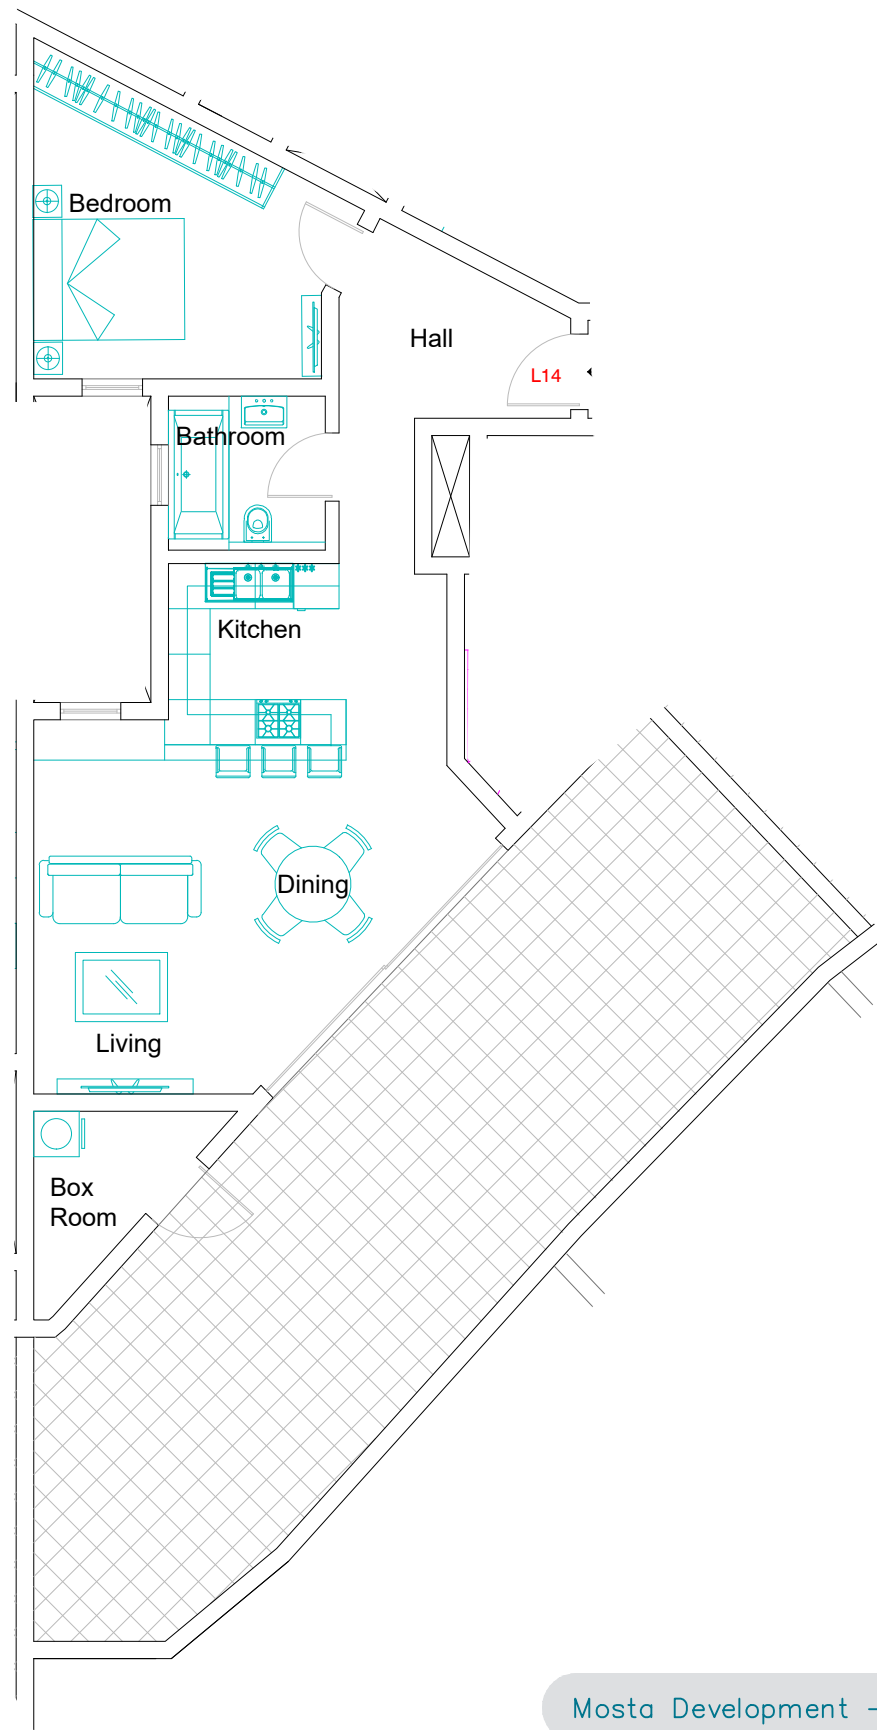 Bedroom
Hall
L14
Bathroom
Kitchen
Dining
Living
Box
Room
Mosta Development -